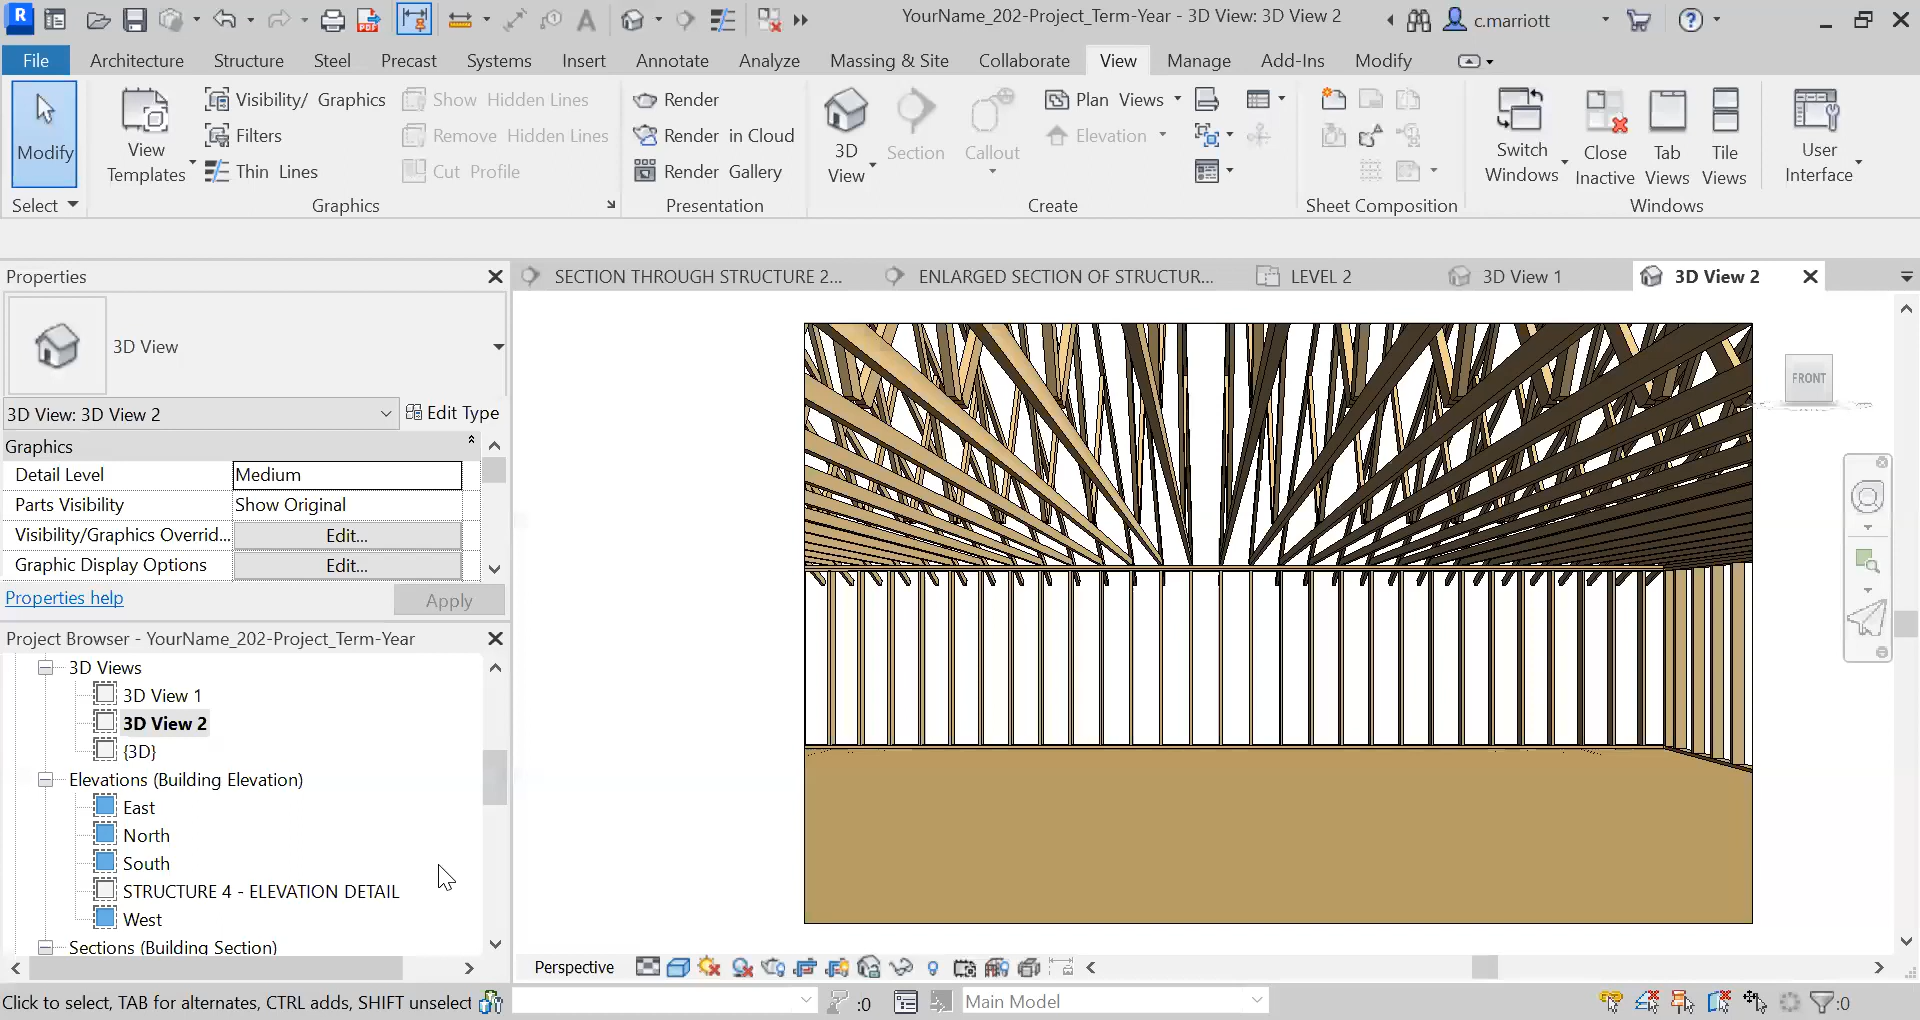 YourName_202-Project_Term-Year - 3D View: 3D View 2
c.marriott
File Architecture Structure Steel Precast Systems Insert Annotate Analyze Massing & Site Collaborate View Manage Add-Ins Modify
Modify
Select
View
Templates
Visibility/ Graphics
Filters
Thin Lines
Show Hidden Lines
Remove Hidden Lines
Cut Profile
Graphics
Render
Render in Cloud
Render Gallery
Presentation
3D
View
Section
Callout
Plan Views
Elevation
Create
Sheet Composition
Switch
Windows
Close
Inactive
Tab
Views
Tile
Views
Windows
User
Interface
Properties
3D View
3D View: 3D View 2
Edit Type
Graphics
Detail Level Medium
Parts Visibility Show Original
Visibility/Graphics Overrid... Edit...
Graphic Display Options Edit...
Properties help
Apply
Project Browser - YourName_202-Project_Term-Year
3D Views
3D View 1
3D View 2
{3D}
Elevations (Building Elevation)
East
North
South
STRUCTURE 4 - ELEVATION DETAIL
West
Sections (Building Section)
SECTION THROUGH STRUCTURE 2... ENLARGED SECTION OF STRUCTUR... LEVEL 2 3D View 1 3D View 2
FRONT
Perspective
Click to select, TAB for alternates, CTRL adds, SHIFT unselect
:0
Main Model
:0